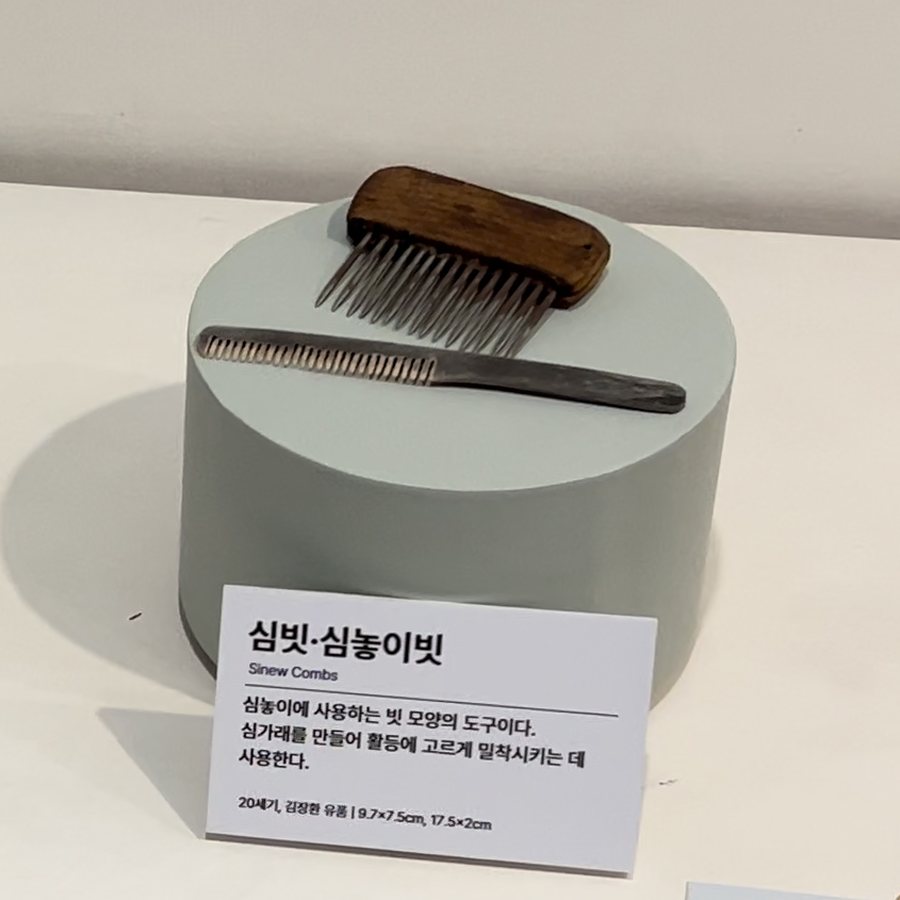 심빗·심놓이빗
Sinew Combs
심놓이에 사용하는 빗 모양의 도구이다.
심가래를 만들어 활등에 고르게 밀착시키는 데
사용한다.
20세기, 김장환 유품 | 9.7×7.5cm, 17.5×2cm